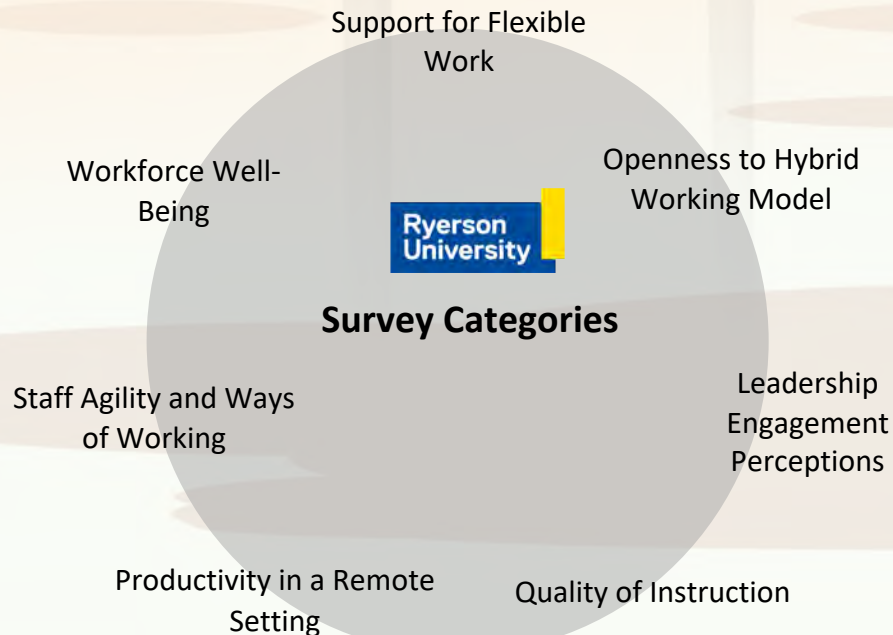 Support for Flexible
Work
Openness to Hybrid
Working Model
Workforce Well-
Being
Ryerson
University
Survey Categories
Leadership
Engagement
Perceptions
Staff Agility and Ways
of Working
Productivity in a Remote
Setting
Quality of Instruction